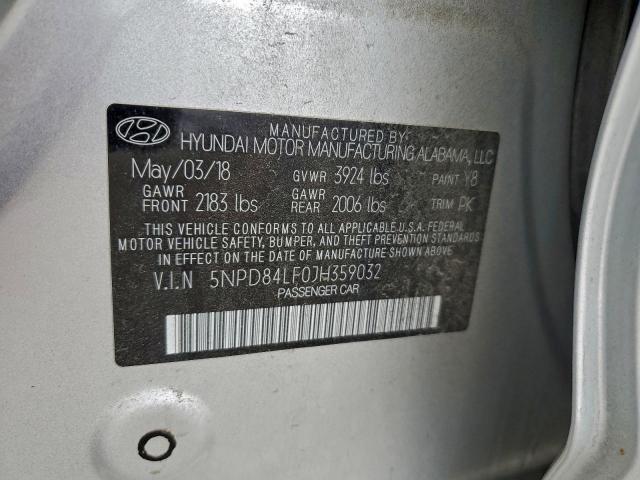 MANUFACTURED BY:
HYUNDAI MOTOR MANUFACTURING ALABAMA, LLC
May/03/18 GVWR 3924 lbs PAINT Y8
GAWR FRONT 2183 lbs GAWR REAR 2006 lbs TRIM PK
THIS VEHICLE CONFORMS TO ALL APPLICABLE U.S.A. FEDERAL
MOTOR VEHICLE SAFETY, BUMPER, AND THEFT PREVENTION STANDARDS
IN EFFECT ON THE DATE OF MANUFACTURE SHOWN ABOVE.
V.I.N 5NPD84LF0JH359032
PASSENGER CAR